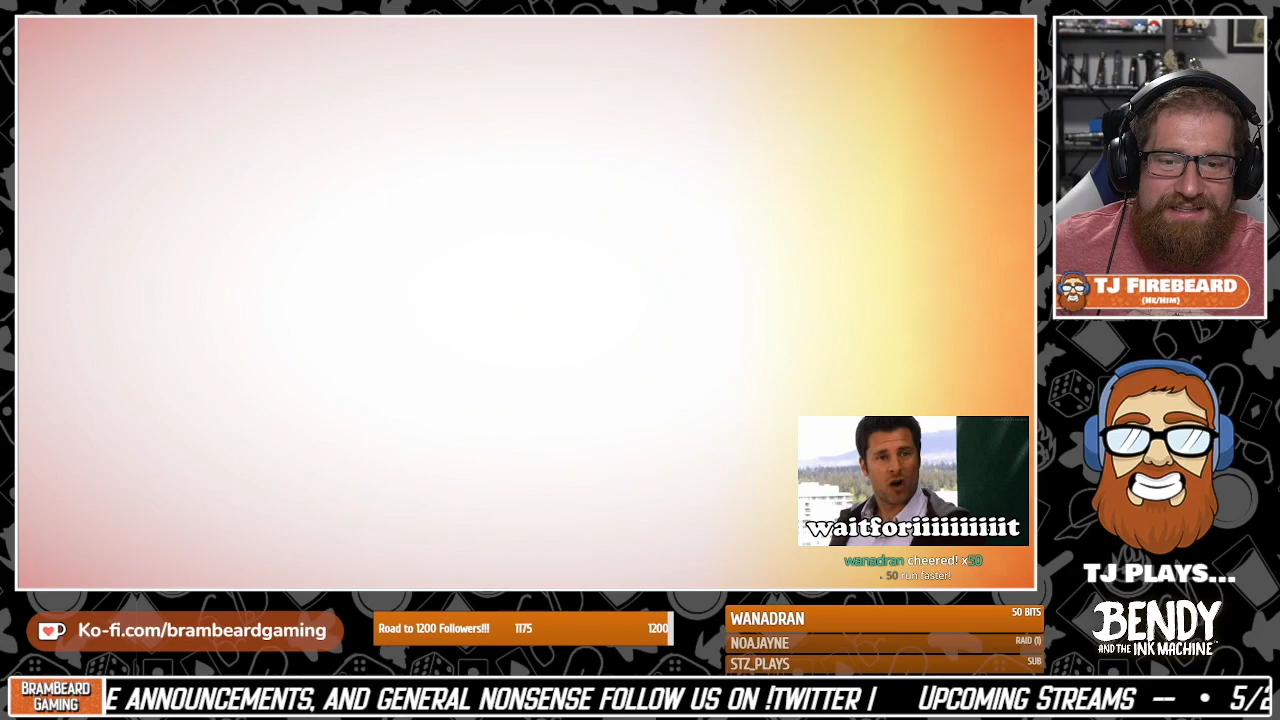 TJ FIREBEARD
(HE/HIM)
waitforiiiiiiiiiit
wanadran cheered! x50
. 50 run faster!
TJ PLAYS...
BENDY
AND THE INK MACHINE
Ko-fi.com/brambeardgaming
Road to 1200 Followers!!! 1175 1200
WANADRAN 50 BITS
NOAJAYNE RAID (1)
STZ_PLAYS SUB
BRAMBEARD
GAMING
E ANNOUNCEMENTS, AND GENERAL NONSENSE FOLLOW US ON !TWITTER | UPCOMING STREAMS -- • 5/2